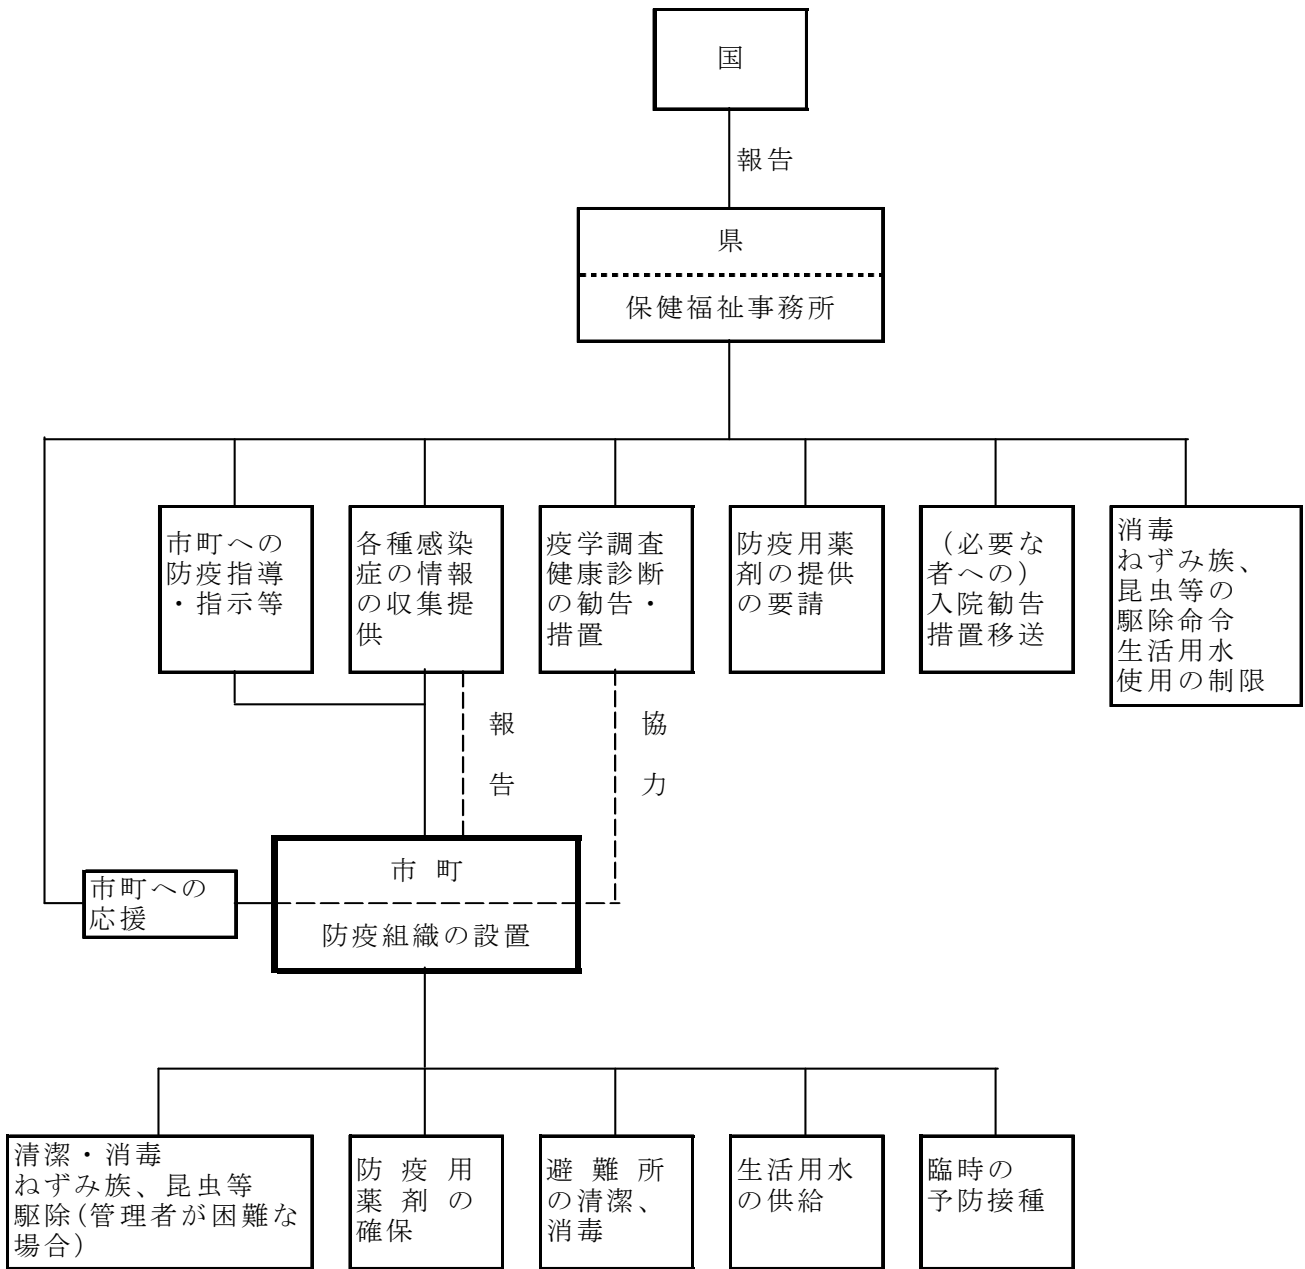 国
報告
県
保健福祉事務所
市町への
防疫指導
・指示等
各種感染
症の情報
の収集提
供
疫学調査
健康診断
の勧告・
措置
防疫用薬
剤の提供
の要請
（必要な
者への）
入院勧告
措置移送
消毒
ねずみ族、
昆虫等の
駆除命令
生活用水
使用の制限
報
告
協
力
市町への
応援
市 町
防疫組織の設置
清潔・消毒
ねずみ族、昆虫等
駆除(管理者が困難な
場合)
防 疫 用
薬 剤 の
確保
避 難 所
の清潔、
消毒
生活用水
の供給
臨時の
予防接種